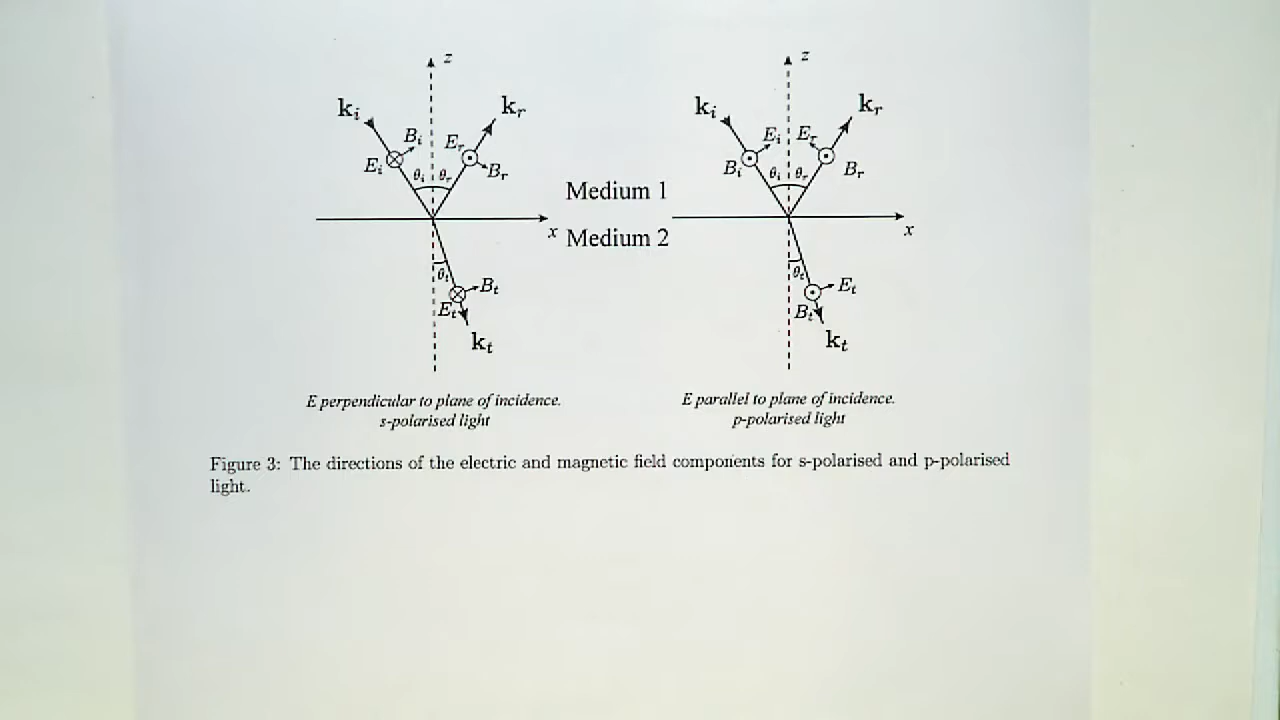 z
k_i
k_r
B_i
E_r
E_i
θ_i
θ_r
B_r
x
θ_t
B_t
E_t
k_t
Medium 1
Medium 2
z
k_i
k_r
E_i
E_r
B_i
θ_i
θ_r
B_r
x
θ_t
E_t
B_t
k_t
E perpendicular to plane of incidence.
s-polarised light
E parallel to plane of incidence.
p-polarised light
Figure 3: The directions of the electric and magnetic field components for s-polarised and p-polarised
light.